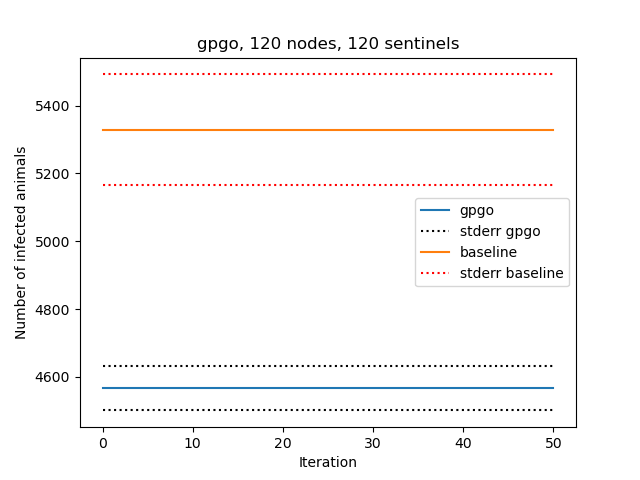 gpgo, 120 nodes, 120 sentinels
5400
5200
5000
4800
4600
Number of infected animals
gpgo
stderr gpgo
baseline
stderr baseline
0 10 20 30 40 50
Iteration